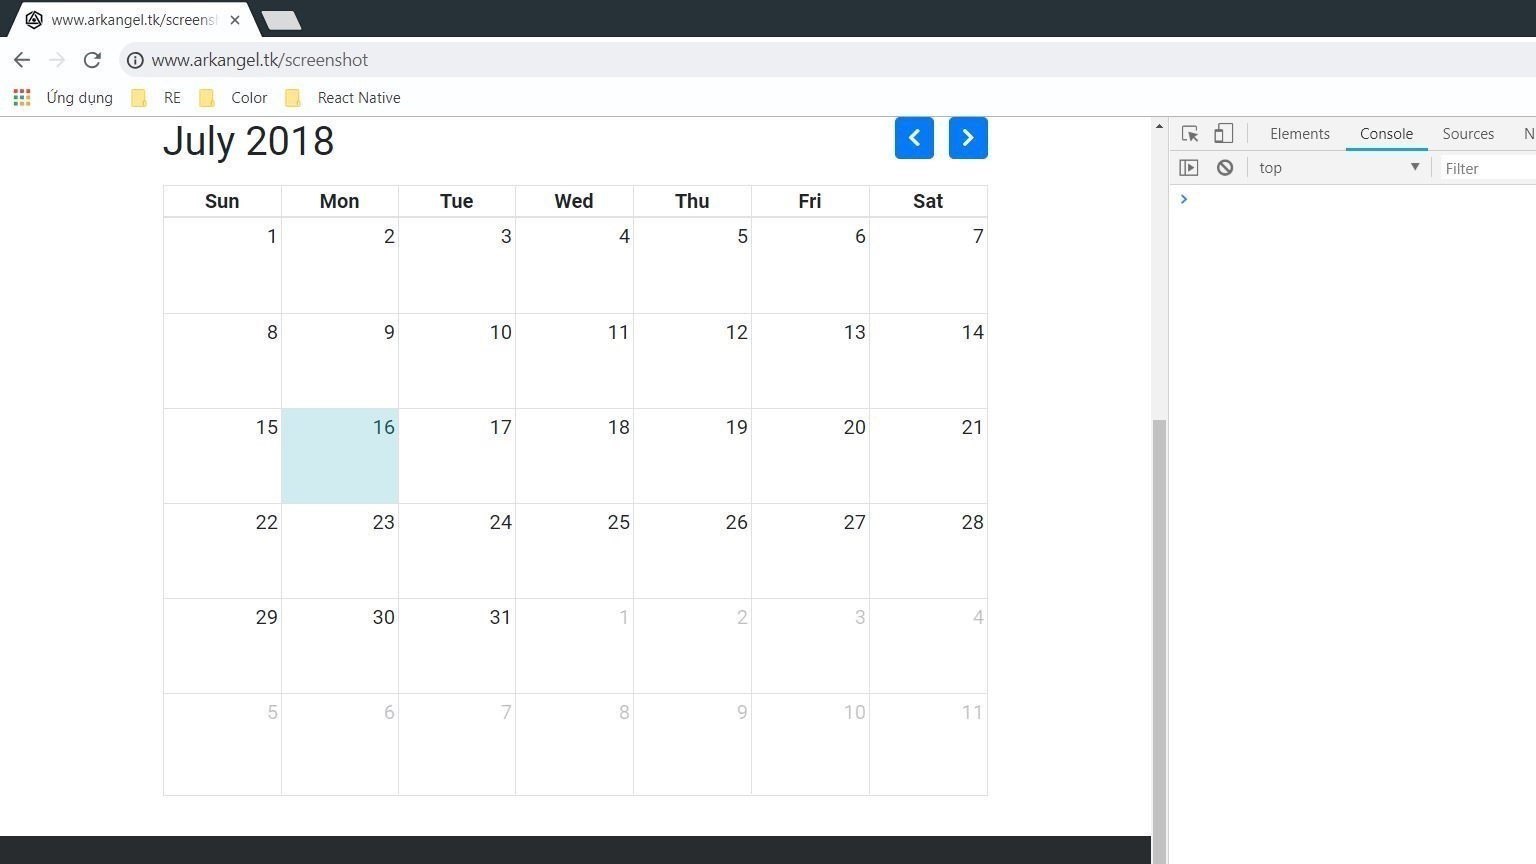 www.arkangel.tk/screens
www.arkangel.tk/screenshot
Ứng dụng RE Color React Native
July 2018
Elements Console Sources N
top Filter
Sun Mon Tue Wed Thu Fri Sat
1 2 3 4 5 6 7
8 9 10 11 12 13 14
15 16 17 18 19 20 21
22 23 24 25 26 27 28
29 30 31 1 2 3 4
5 6 7 8 9 10 11